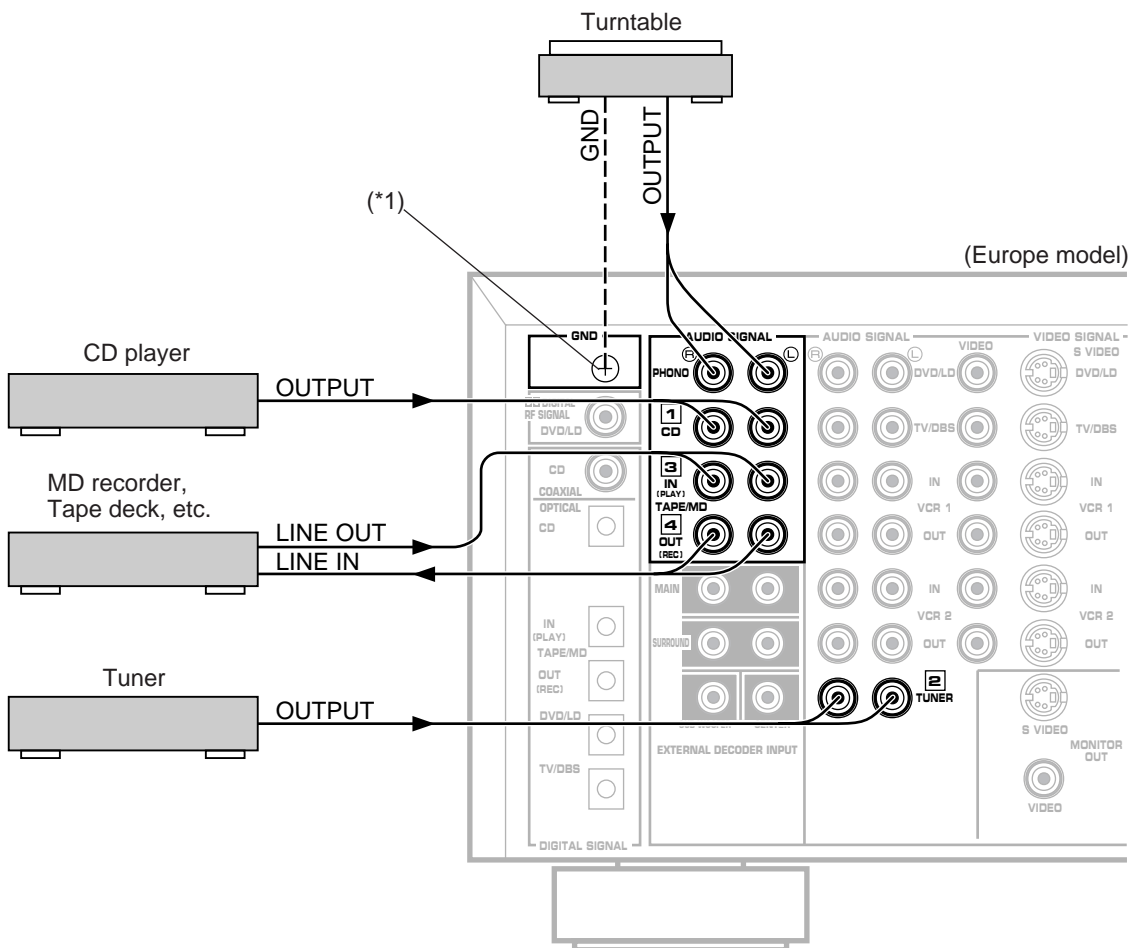 Turntable
GND
OUTPUT
(*1)
(Europe model)
CD player
OUTPUT
MD recorder,
Tape deck, etc.
LINE OUT
LINE IN
Tuner
OUTPUT
GND
DIGITAL
RF SIGNAL
DVD/LD
CD
COAXIAL
OPTICAL
CD
IN
(PLAY)
TAPE/MD
OUT
(REC)
DVD/LD
TV/DBS
DIGITAL SIGNAL
AUDIO SIGNAL
R
L
PHONO
1
CD
3
IN
(PLAY)
TAPE/MD
4
OUT
(REC)
MAIN
SURROUND
EXTERNAL DECODER INPUT
AUDIO SIGNAL
R
L
VIDEO
DVD/LD
TV/DBS
IN
VCR 1
OUT
IN
VCR 2
OUT
2
TUNER
VIDEO SIGNAL
S VIDEO
DVD/LD
TV/DBS
IN
VCR 1
OUT
IN
VCR 2
OUT
S VIDEO
MONITOR
OUT
VIDEO